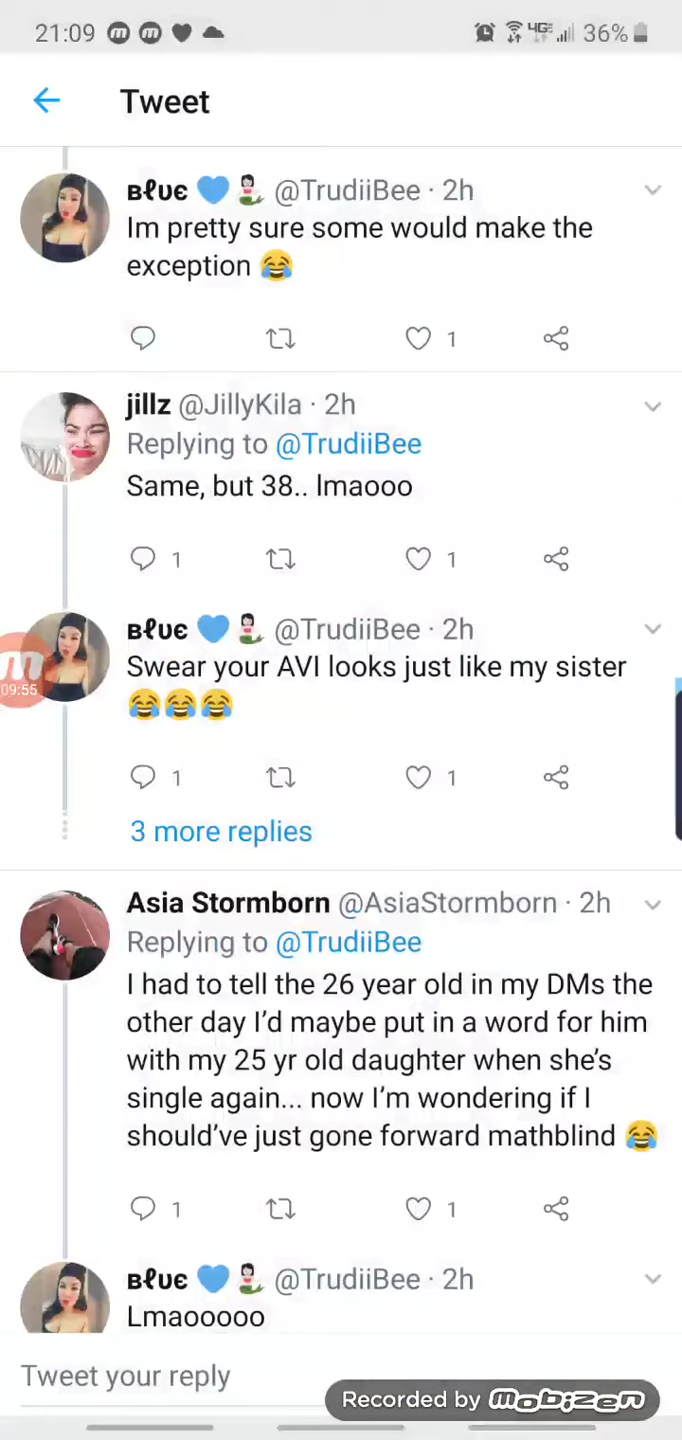 21:09 4GE 36%
Tweet
вℓυє 💙🧜🏻‍♀️ @TrudiiBee · 2h
Im pretty sure some would make the
exception 😂
1
jillz @JillyKila · 2h
Replying to @TrudiiBee
Same, but 38.. lmaooo
1 1
вℓυє 💙🧜🏻‍♀️ @TrudiiBee · 2h
09:55
Swear your AVI looks just like my sister
😂😂😂
1 1
3 more replies
Asia Stormborn @AsiaStormborn · 2h
Replying to @TrudiiBee
I had to tell the 26 year old in my DMs the
other day I'd maybe put in a word for him
with my 25 yr old daughter when she's
single again... now I'm wondering if I
should've just gone forward mathblind 😂
1 1
вℓυє 💙🧜🏻‍♀️ @TrudiiBee · 2h
Lmaooooo
Tweet your reply
Recorded by mobizen